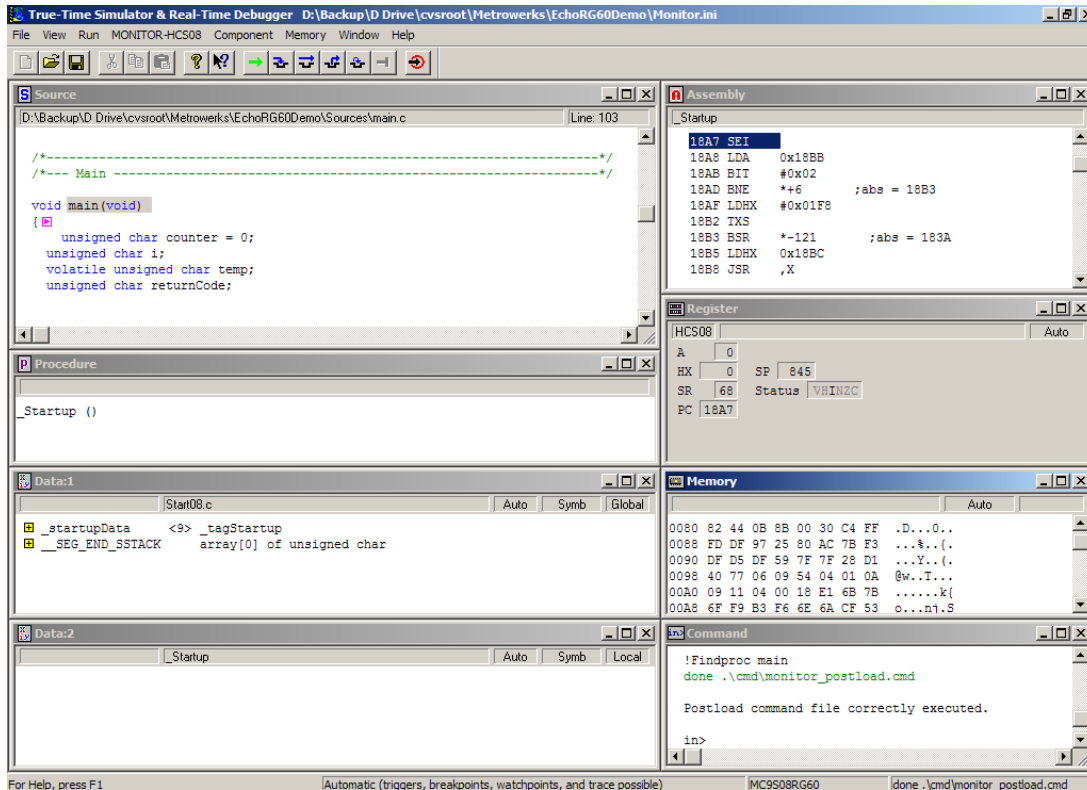 True-Time Simulator & Real-Time Debugger D:\Backup\D Drive\cvsroot\Metrowerks\EchoRG60Demo\Monitor.ini
File View Run MONITOR-HCS08 Component Memory Window Help
Source
D:\Backup\D Drive\cvsroot\Metrowerks\EchoRG60Demo\Sources\main.c Line: 103
/*--------------------------------------------------------------------------*/
/*--- Main -----------------------------------------------------------------*/
void main(void)
{
unsigned char counter = 0;
unsigned char i;
volatile unsigned char temp;
unsigned char returnCode;
Procedure
_Startup ()
Data:1
Start08.c Auto Symb Global
_startupData <9> _tagStartup
__SEG_END_SSTACK array[0] of unsigned char
Data:2
_Startup Auto Symb Local
Assembly
_Startup
18A7 SEI
18A8 LDA 0x18BB
18AB BIT #0x02
18AD BNE *+6 ;abs = 18B3
18AF LDHX #0x01F8
18B2 TXS
18B3 BSR *-121 ;abs = 183A
18B5 LDHX 0x18BC
18B8 JSR ,X
Register
HCS08 Auto
A 0
HX 0 SP 845
SR 68 Status VHINZC
PC 18A7
Memory
Auto
0080 82 44 0B 8B 00 30 C4 FF .D...0..
0088 FD DF 97 25 80 AC 7B F3 ...%..{.
0090 DF D5 DF 59 7F 7F 28 D1 ...Y..(.
0098 40 77 06 09 54 04 01 0A @w..T...
00A0 09 11 04 00 18 E1 6B 7B ......k{
00A8 6F F9 B3 F6 6E 6A CF 53 o...nj.S
Command
!Findproc main
done .\cmd\monitor_postload.cmd
Postload command file correctly executed.
in>
For Help, press F1 Automatic (triggers, breakpoints, watchpoints, and trace possible) MC9S08RG60 done .\cmd\monitor_postload.cmd